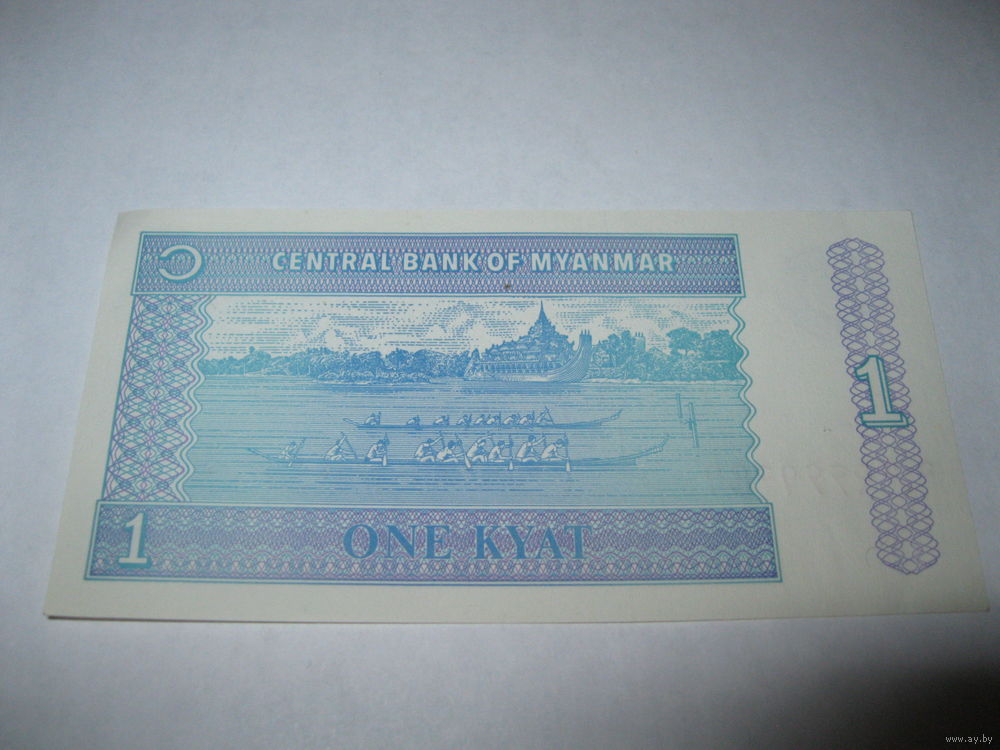 ၁ CENTRAL BANK OF MYANMAR
1
1 ONE KYAT
www.ay.by